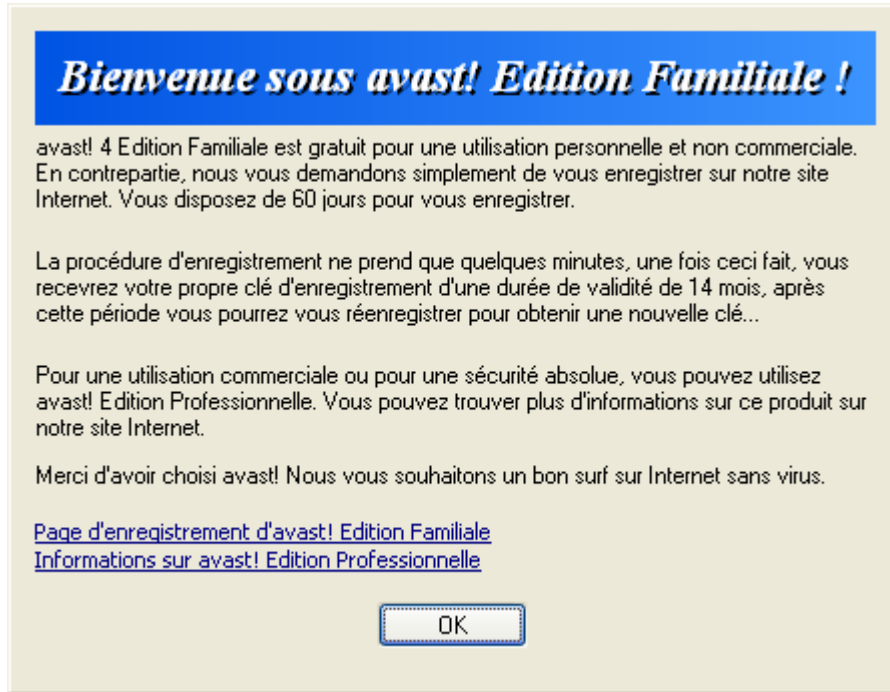 Bienvenue sous avast! Edition Familiale !
avast! 4 Edition Familiale est gratuit pour une utilisation personnelle et non commerciale.
En contrepartie, nous vous demandons simplement de vous enregistrer sur notre site
Internet. Vous disposez de 60 jours pour vous enregistrer.
La procédure d'enregistrement ne prend que quelques minutes, une fois ceci fait, vous
recevrez votre propre clé d'enregistrement d'une durée de validité de 14 mois, après
cette période vous pourrez vous réenregistrer pour obtenir une nouvelle clé...
Pour une utilisation commerciale ou pour une sécurité absolue, vous pouvez utilisez
avast! Edition Professionnelle. Vous pouvez trouver plus d'informations sur ce produit sur
notre site Internet.
Merci d'avoir choisi avast! Nous vous souhaitons un bon surf sur Internet sans virus.
Page d'enregistrement d'avast! Edition Familiale
Informations sur avast! Edition Professionnelle
OK